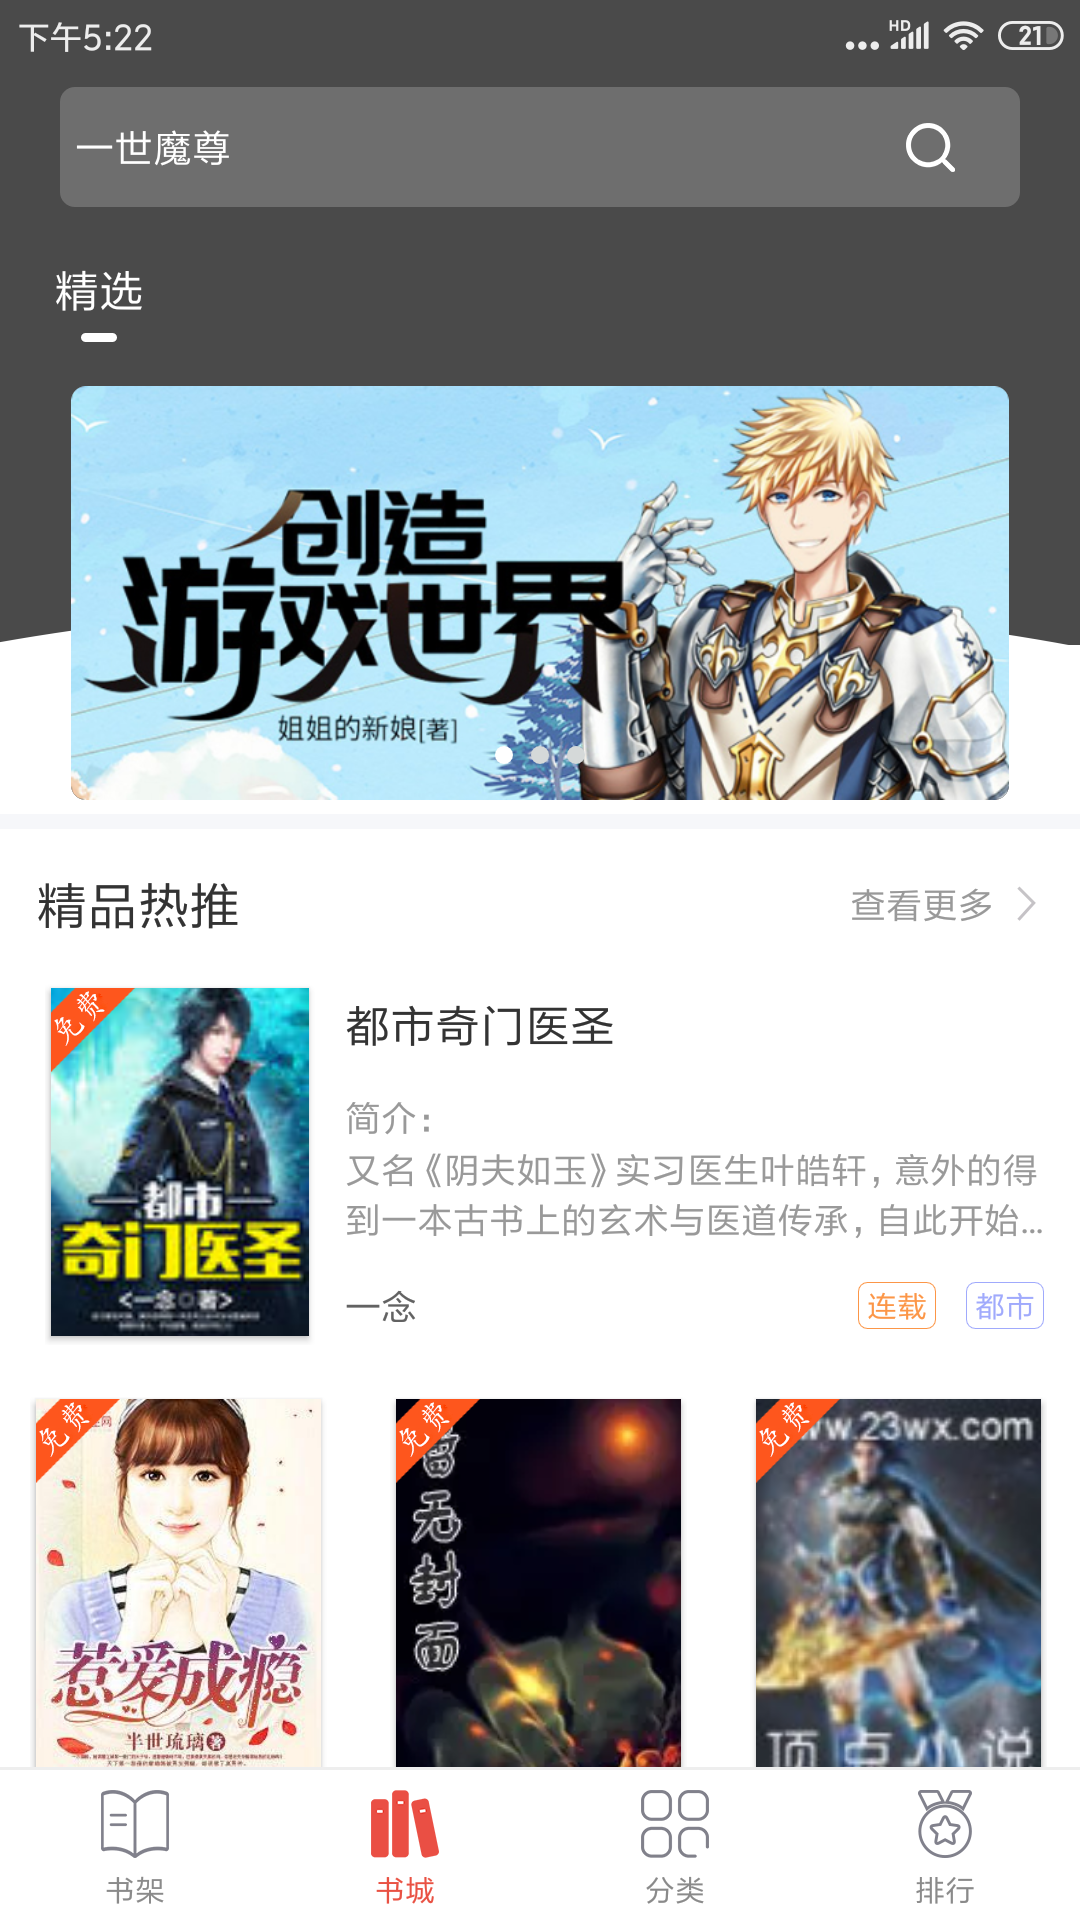 下午5:22
HD
21
一世魔尊
精选
创造
游戏世界
姐姐的新娘[著]
精品热推
查看更多
免费
都市
奇门医圣
<一念◎著>
都市奇门医圣
简介：
又名《阴夫如玉》实习医生叶皓轩，意外的得
到一本古书上的玄术与医道传承，自此开始...
一念
连载
都市
免费
惹爱成瘾
半世琉璃著
免费
暂无封面
免费
www.23wx.com
顶点小说
书架
书城
分类
排行